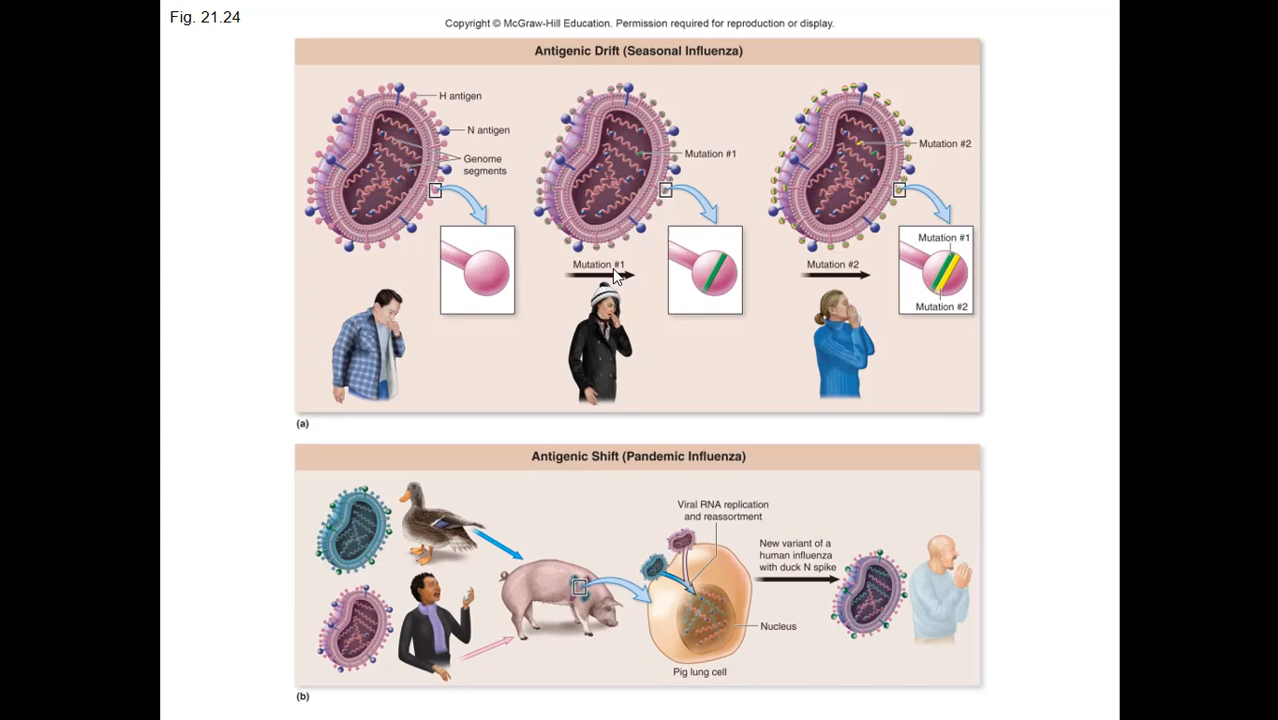 Fig. 21.24
Copyright © McGraw-Hill Education. Permission required for reproduction or display.
Antigenic Drift (Seasonal Influenza)
H antigen
N antigen
Genome
segments
Mutation #1
Mutation #2
Mutation #1
Mutation #1
Mutation #2
Mutation #2
(a)
Antigenic Shift (Pandemic Influenza)
Viral RNA replication
and reassortment
New variant of a
human influenza
with duck N spike
Nucleus
Pig lung cell
(b)